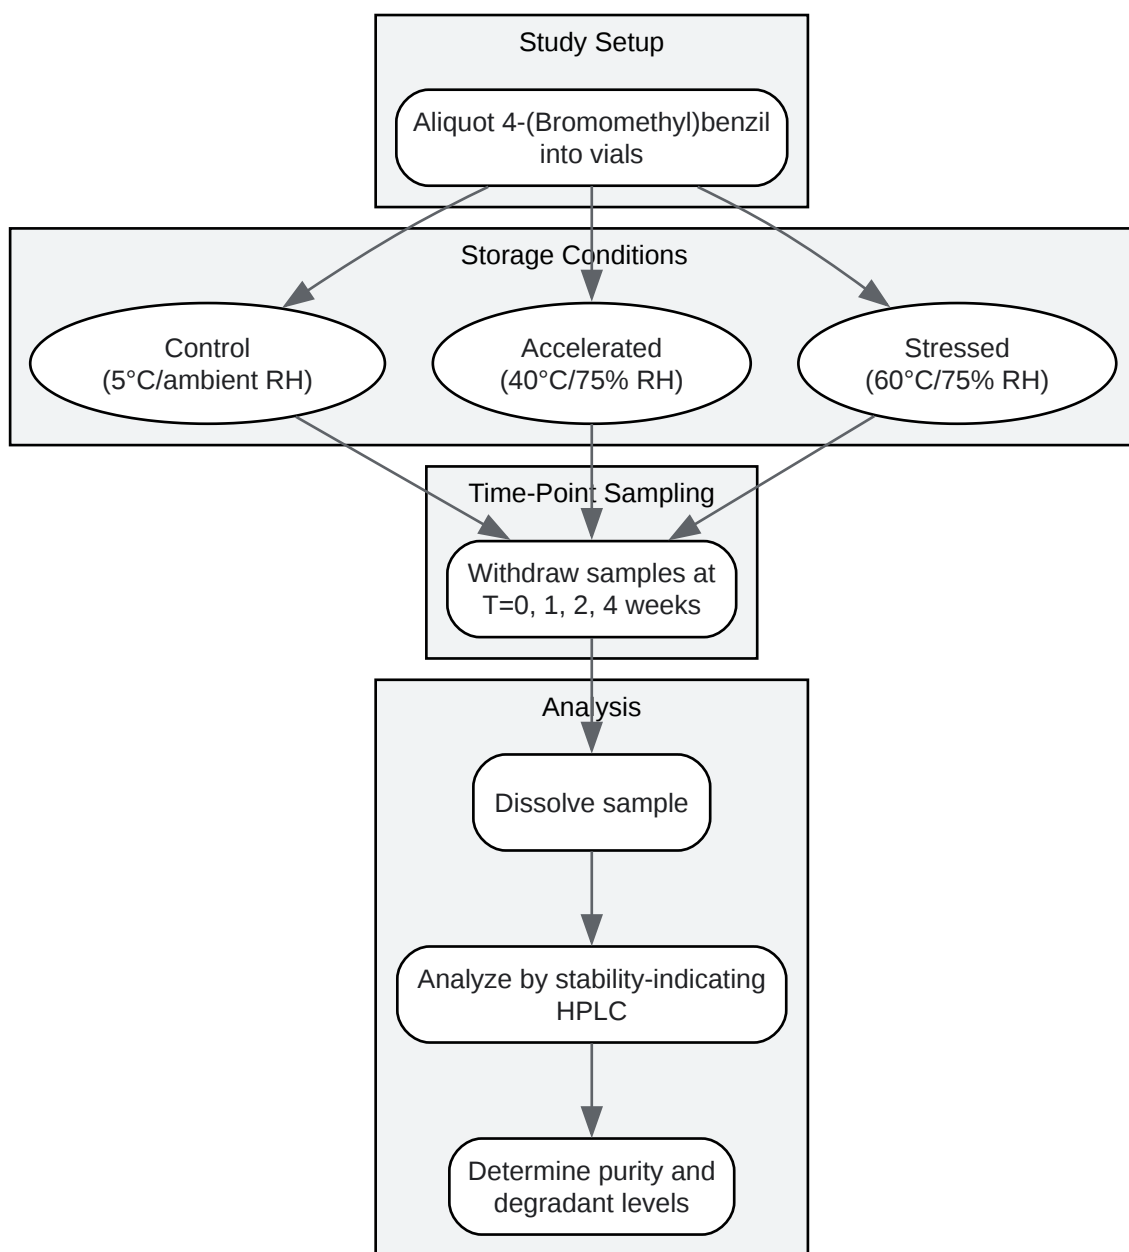 Study Setup
Aliquot 4-(Bromomethyl)benzil
into vials
Storage Conditions
Control
(5°C/ambient RH)
Accelerated
(40°C/75% RH)
Stressed
(60°C/75% RH)
Time-Point Sampling
Withdraw samples at
T=0, 1, 2, 4 weeks
Analysis
Dissolve sample
Analyze by stability-indicating
HPLC
Determine purity and
degradant levels